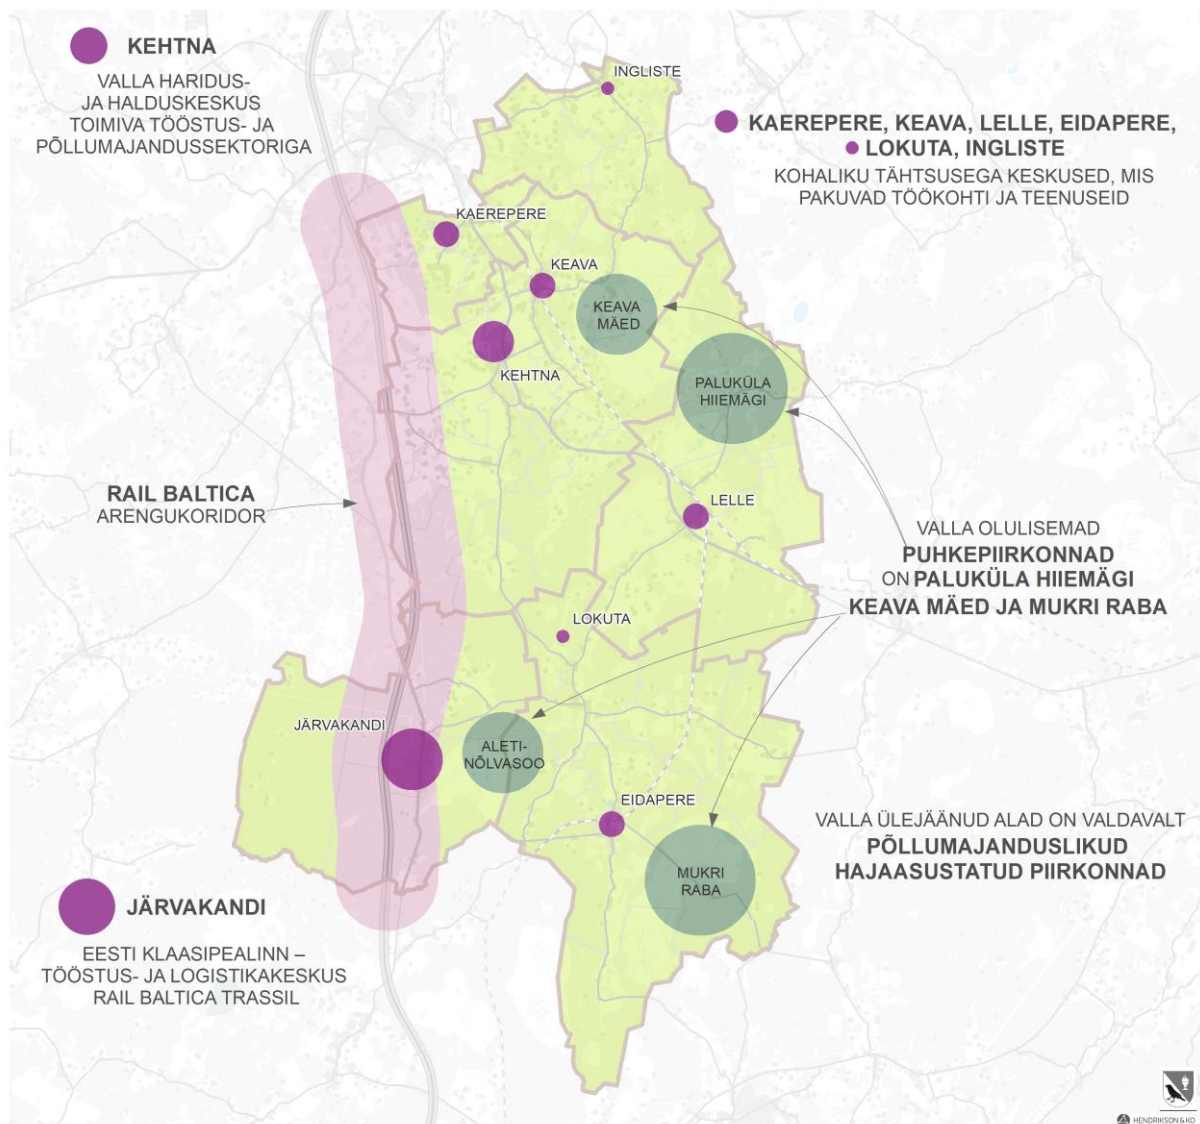 KEHTNA
VALLA HARIDUS-
JA HALDUSKESKUS
TOIMIVA TÖÖSTUS- JA
PÕLLUMAJANDUSSEKTORIGA
INGLISTE
KAEREPERE, KEAVA, LELLE, EIDAPERE,
LOKUTA, INGLISTE
KOHALIKU TÄHTSUSEGA KESKUSED, MIS
PAKUVAD TÖÖKOHTI JA TEENUSEID
KAEREPERE
KEAVA
KEAVA
MÄED
KEHTNA
PALUKÜLA
HIIEMÄGI
RAIL BALTICA
ARENGUKORIDOR
LELLE
VALLA OLULISEMAD
PUHKEPIIRKONNAD
ON PALUKÜLA HIIEMÄGI
KEAVA MÄED JA MUKRI RABA
LOKUTA
JÄRVAKANDI
ALETI-
NÕLVASOO
EIDAPERE
MUKRI
RABA
VALLA ÜLEJÄÄNUD ALAD ON VALDAVALT
PÕLLUMAJANDUSLIKUD
HAJAASUSTATUD PIIRKONNAD
JÄRVAKANDI
EESTI KLAASIPEALINN –
TÖÖSTUS- JA LOGISTIKAKESKUS
RAIL BALTICA TRASSIL
HENDRIKSON & KO